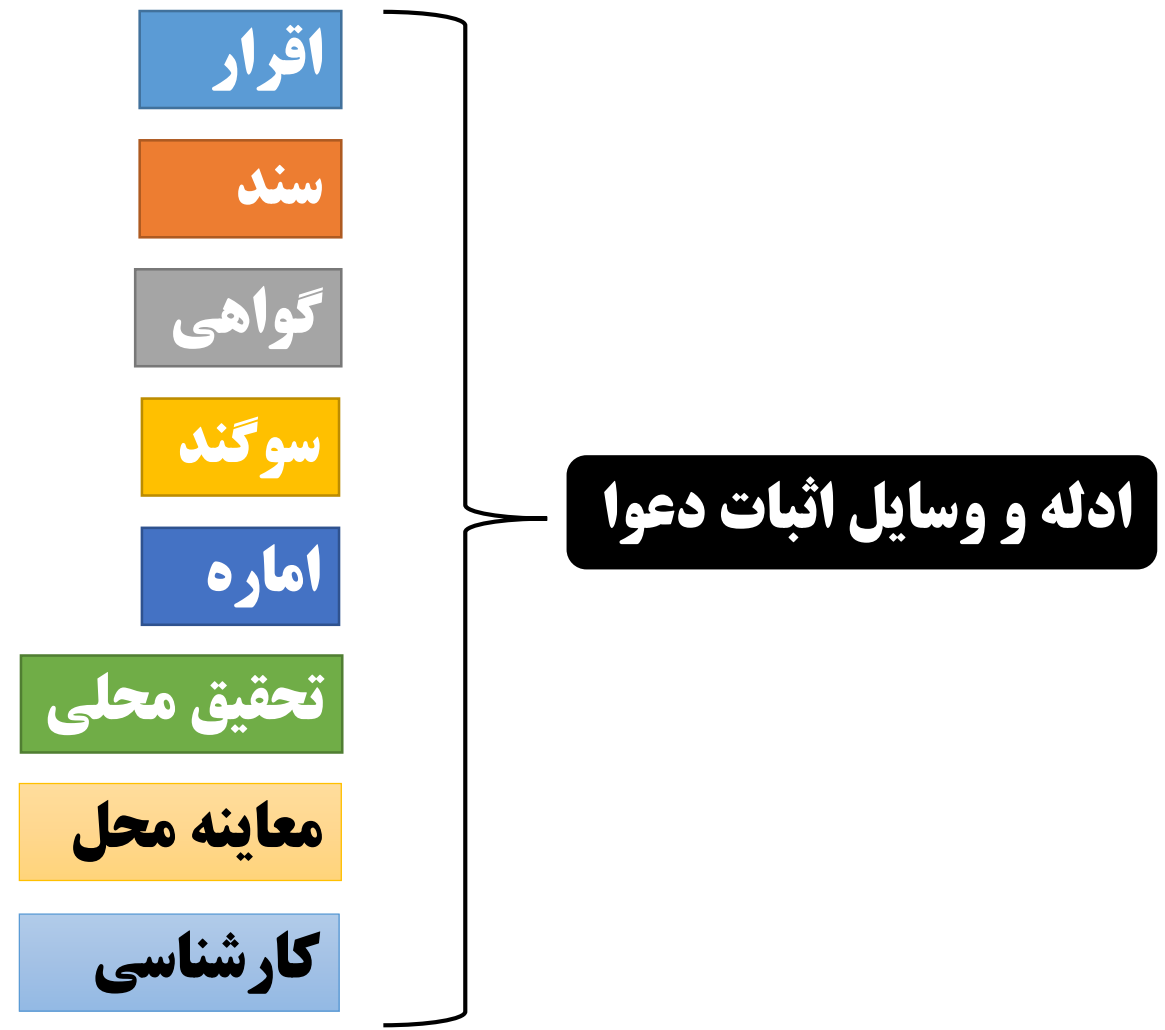 ادله و وسایل اثبات دعوا
اقرار
سند
گواهی
سوگند
اماره
تحقیق محلی
معاینه محل
کارشناسی